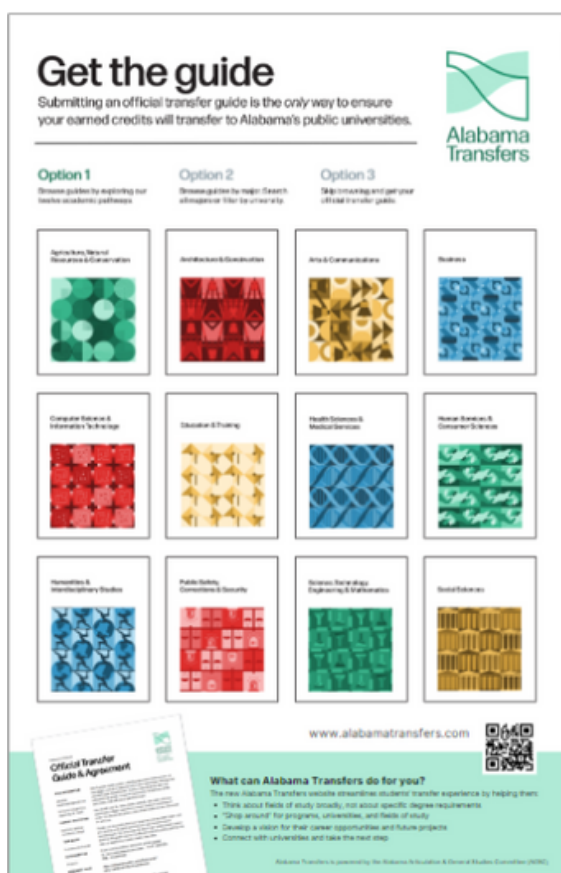 Get the guide
Submitting an official transfer guide is the only way to ensure
your earned credits will transfer to Alabama's public universities.
Alabama
Transfers
Option 1
Browse guides by exploring our
twelve academic pathways
Option 2
Browse guides by major. Search
all majors or filter by university.
Option 3
Skip browsing and get your
official transfer guide.
Agriculture, Natural
Resources & Conservation
Architecture & Construction
Arts & Communications
Business
Computer Science &
Information Technology
Education & Training
Health Sciences &
Medical Services
Human Services &
Consumer Sciences
Humanities &
Interdisciplinary Studies
Public Safety,
Corrections & Security
Science, Technology,
Engineering & Mathematics
Social Sciences
www.alabamatransfers.com
Official Transfer
Guide & Agreement
What can Alabama Transfers do for you?
The new Alabama Transfers website streamlines students' transfer experience by helping them:
• Think about fields of study broadly, not about specific degree requirements
• "Shop around" for programs, universities, and fields of study
• Develop a vision for their career opportunities and future projects
• Connect with universities and take the next step
Alabama Transfers is powered by the Alabama Articulation & General Studies Committee (AGSC)